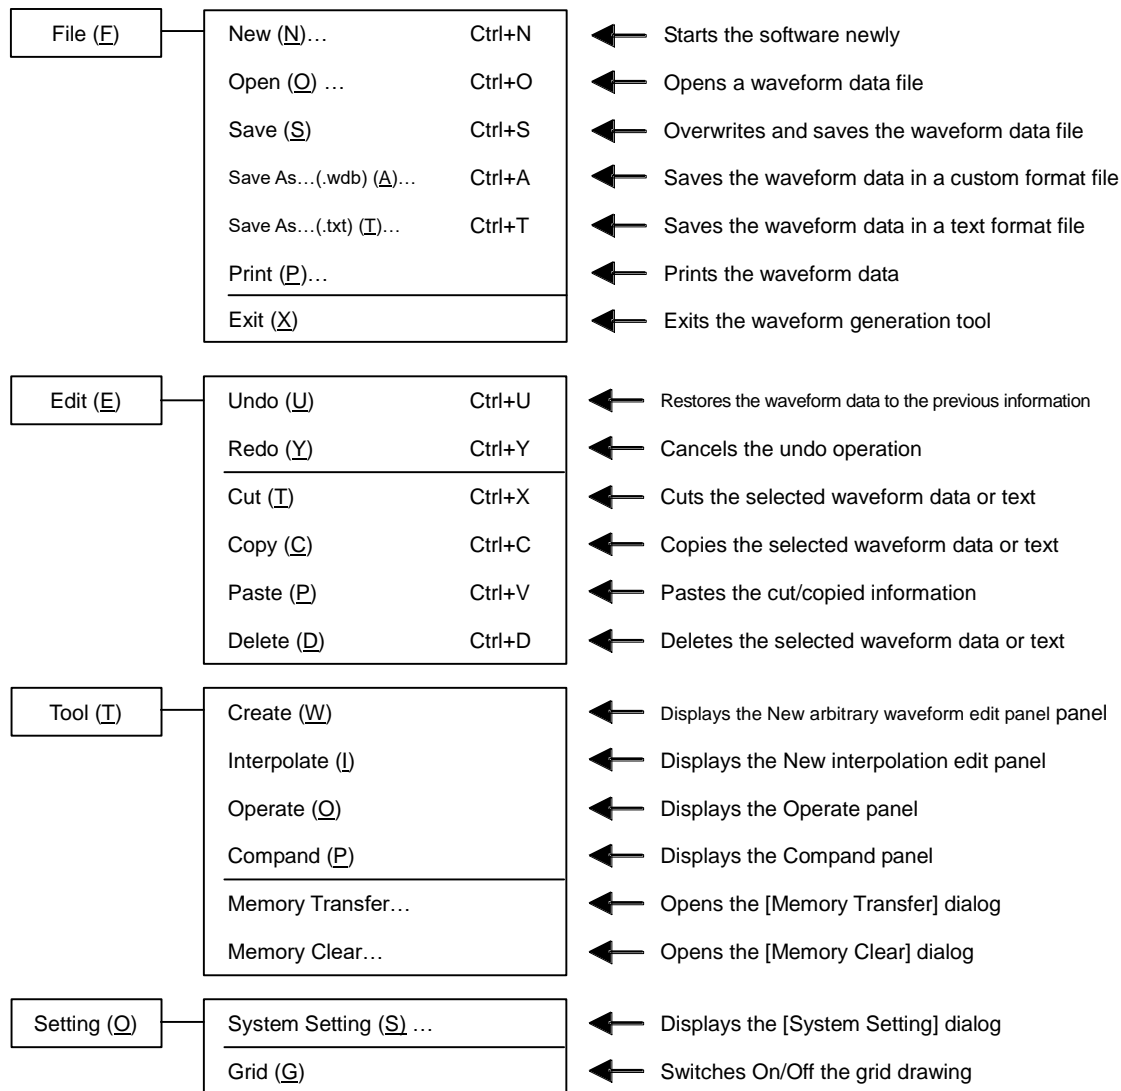 File (F) New (N)… Ctrl+N Starts the software newly
Open (O) … Ctrl+O Opens a waveform data file
Save (S) Ctrl+S Overwrites and saves the waveform data file
Save As…(.wdb) (A)… Ctrl+A Saves the waveform data in a custom format file
Save As…(.txt) (T)… Ctrl+T Saves the waveform data in a text format file
Print (P)… Prints the waveform data
Exit (X) Exits the waveform generation tool
Edit (E) Undo (U) Ctrl+U Restores the waveform data to the previous information
Redo (Y) Ctrl+Y Cancels the undo operation
Cut (T) Ctrl+X Cuts the selected waveform data or text
Copy (C) Ctrl+C Copies the selected waveform data or text
Paste (P) Ctrl+V Pastes the cut/copied information
Delete (D) Ctrl+D Deletes the selected waveform data or text
Tool (T) Create (W) Displays the New arbitrary waveform edit panel panel
Interpolate (I) Displays the New interpolation edit panel
Operate (O) Displays the Operate panel
Compand (P) Displays the Compand panel
Memory Transfer… Opens the [Memory Transfer] dialog
Memory Clear… Opens the [Memory Clear] dialog
Setting (O) System Setting (S) … Displays the [System Setting] dialog
Grid (G) Switches On/Off the grid drawing